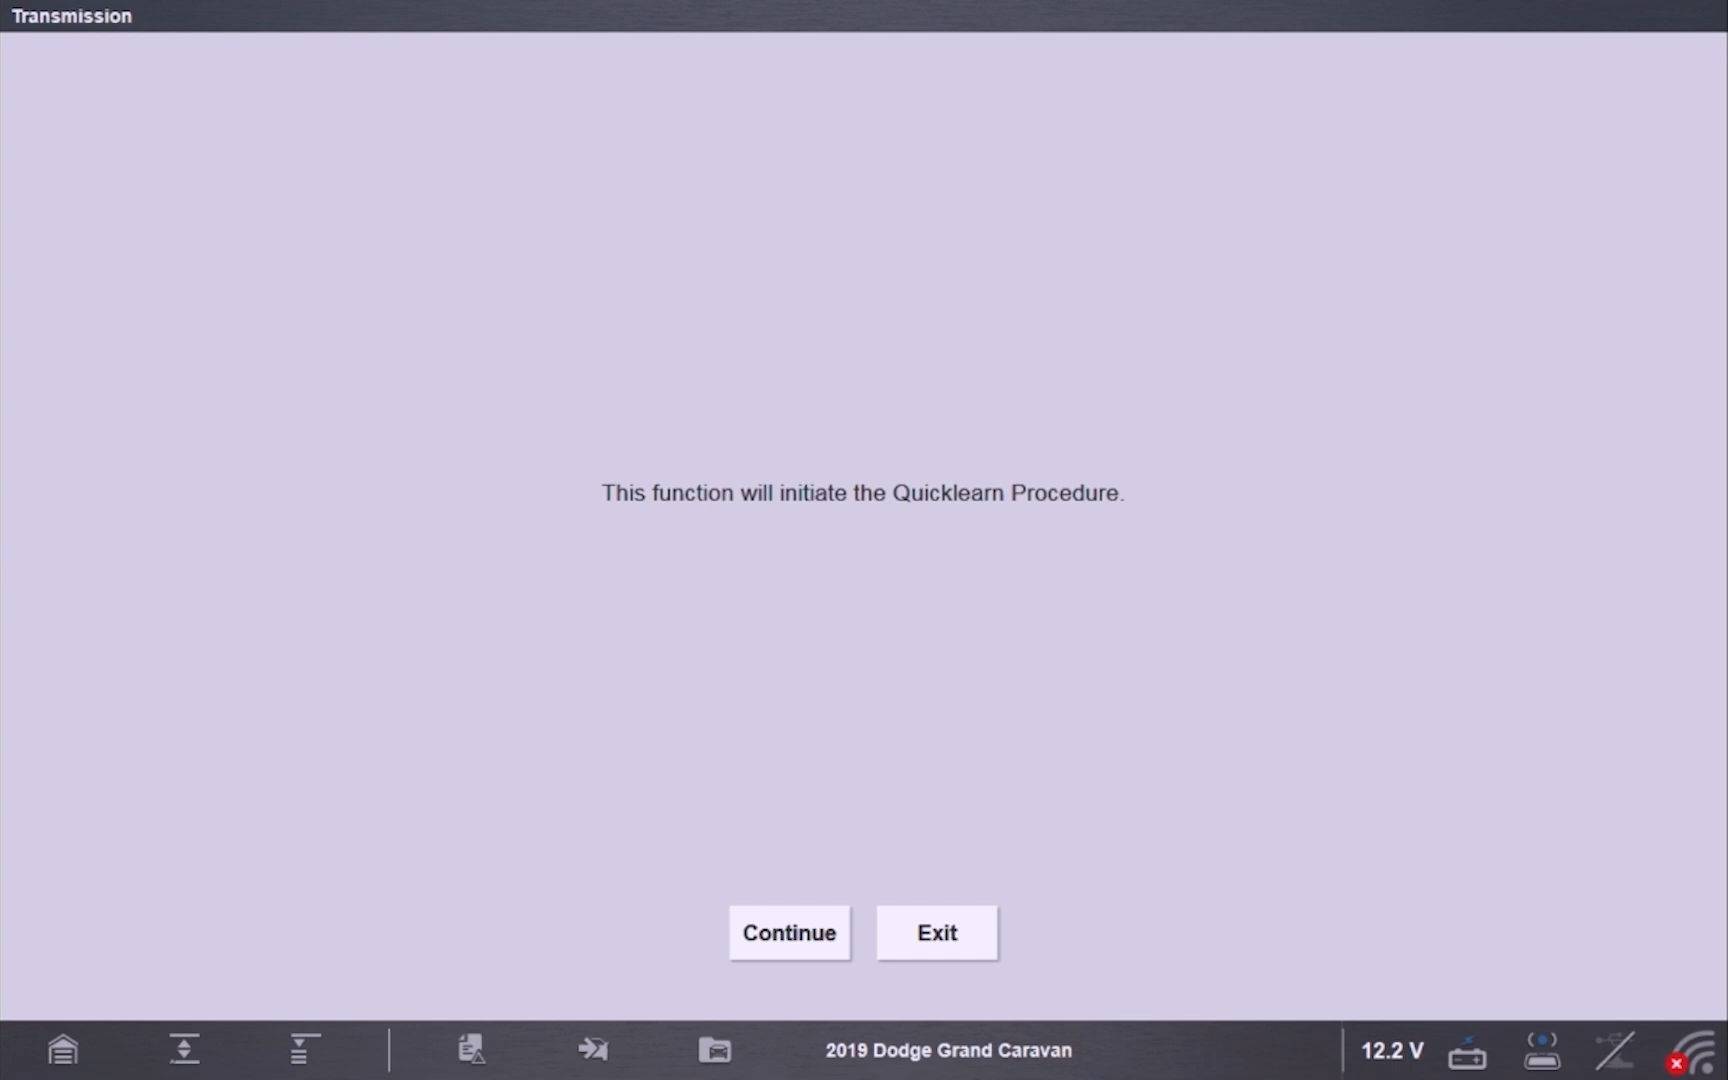 Transmission
This function will initiate the Quicklearn Procedure.
Continue
Exit
2019 Dodge Grand Caravan
12.2 V